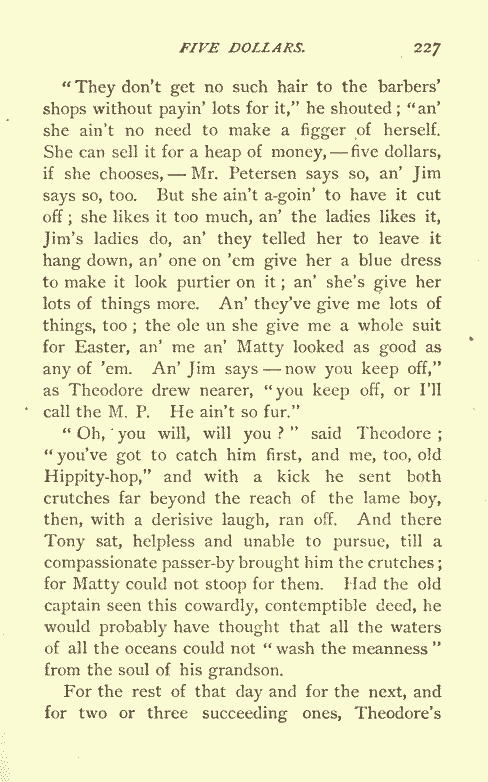 FIVE DOLLARS. 227
"They don't get no such hair to the barbers'
shops without payin' lots for it," he shouted; "an'
she ain't no need to make a figger of herself.
She can sell it for a heap of money,—five dollars,
if she chooses,—Mr. Petersen says so, an' Jim
says so, too. But she ain't a-goin' to have it cut
off; she likes it too much, an' the ladies likes it,
Jim's ladies do, an' they telled her to leave it
hang down, an' one on 'em give her a blue dress
to make it look purtier on it; an' she's give her
lots of things more. An' they've give me lots of
things, too; the ole un she give me a whole suit
for Easter, an' me an' Matty looked as good as
any of 'em. An' Jim says—now you keep off,"
as Theodore drew nearer, "you keep off, or I'll
call the M. P. He ain't so fur."
"Oh, you will, will you?" said Theodore;
"you've got to catch him first, and me, too, old
Hippity-hop," and with a kick he sent both
crutches far beyond the reach of the lame boy,
then, with a derisive laugh, ran off. And there
Tony sat, helpless and unable to pursue, till a
compassionate passer-by brought him the crutches;
for Matty could not stoop for them. Had the old
captain seen this cowardly, contemptible deed, he
would probably have thought that all the waters
of all the oceans could not "wash the meanness"
from the soul of his grandson.
For the rest of that day and for the next, and
for two or three succeeding ones, Theodore's